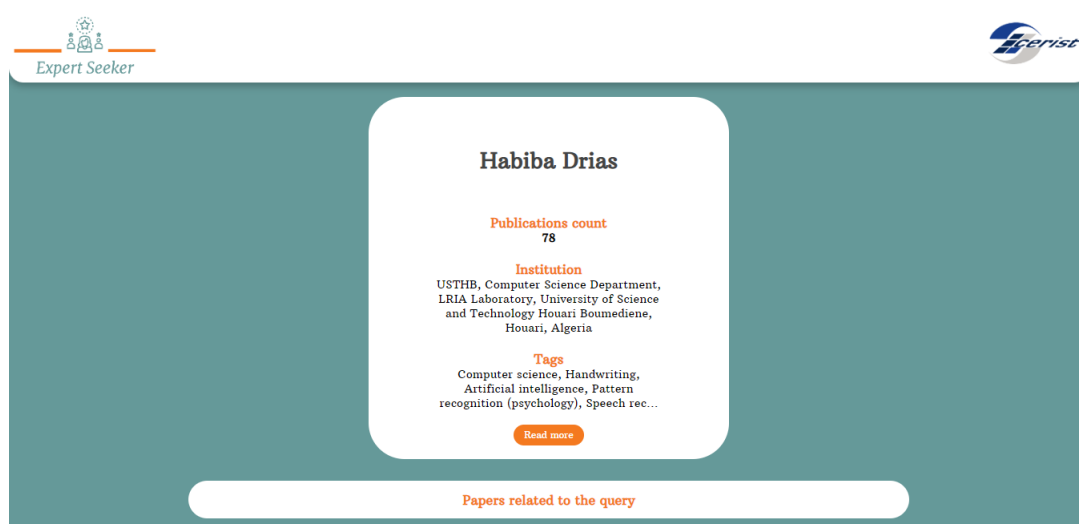 Expert Seeker
cerist
Habiba Drias
Publications count
78
Institution
USTHB, Computer Science Department,
LRIA Laboratory, University of Science
and Technology Houari Boumediene,
Houari, Algeria
Tags
Computer science, Handwriting,
Artificial intelligence, Pattern
recognition (psychology), Speech rec...
Read more
Papers related to the query